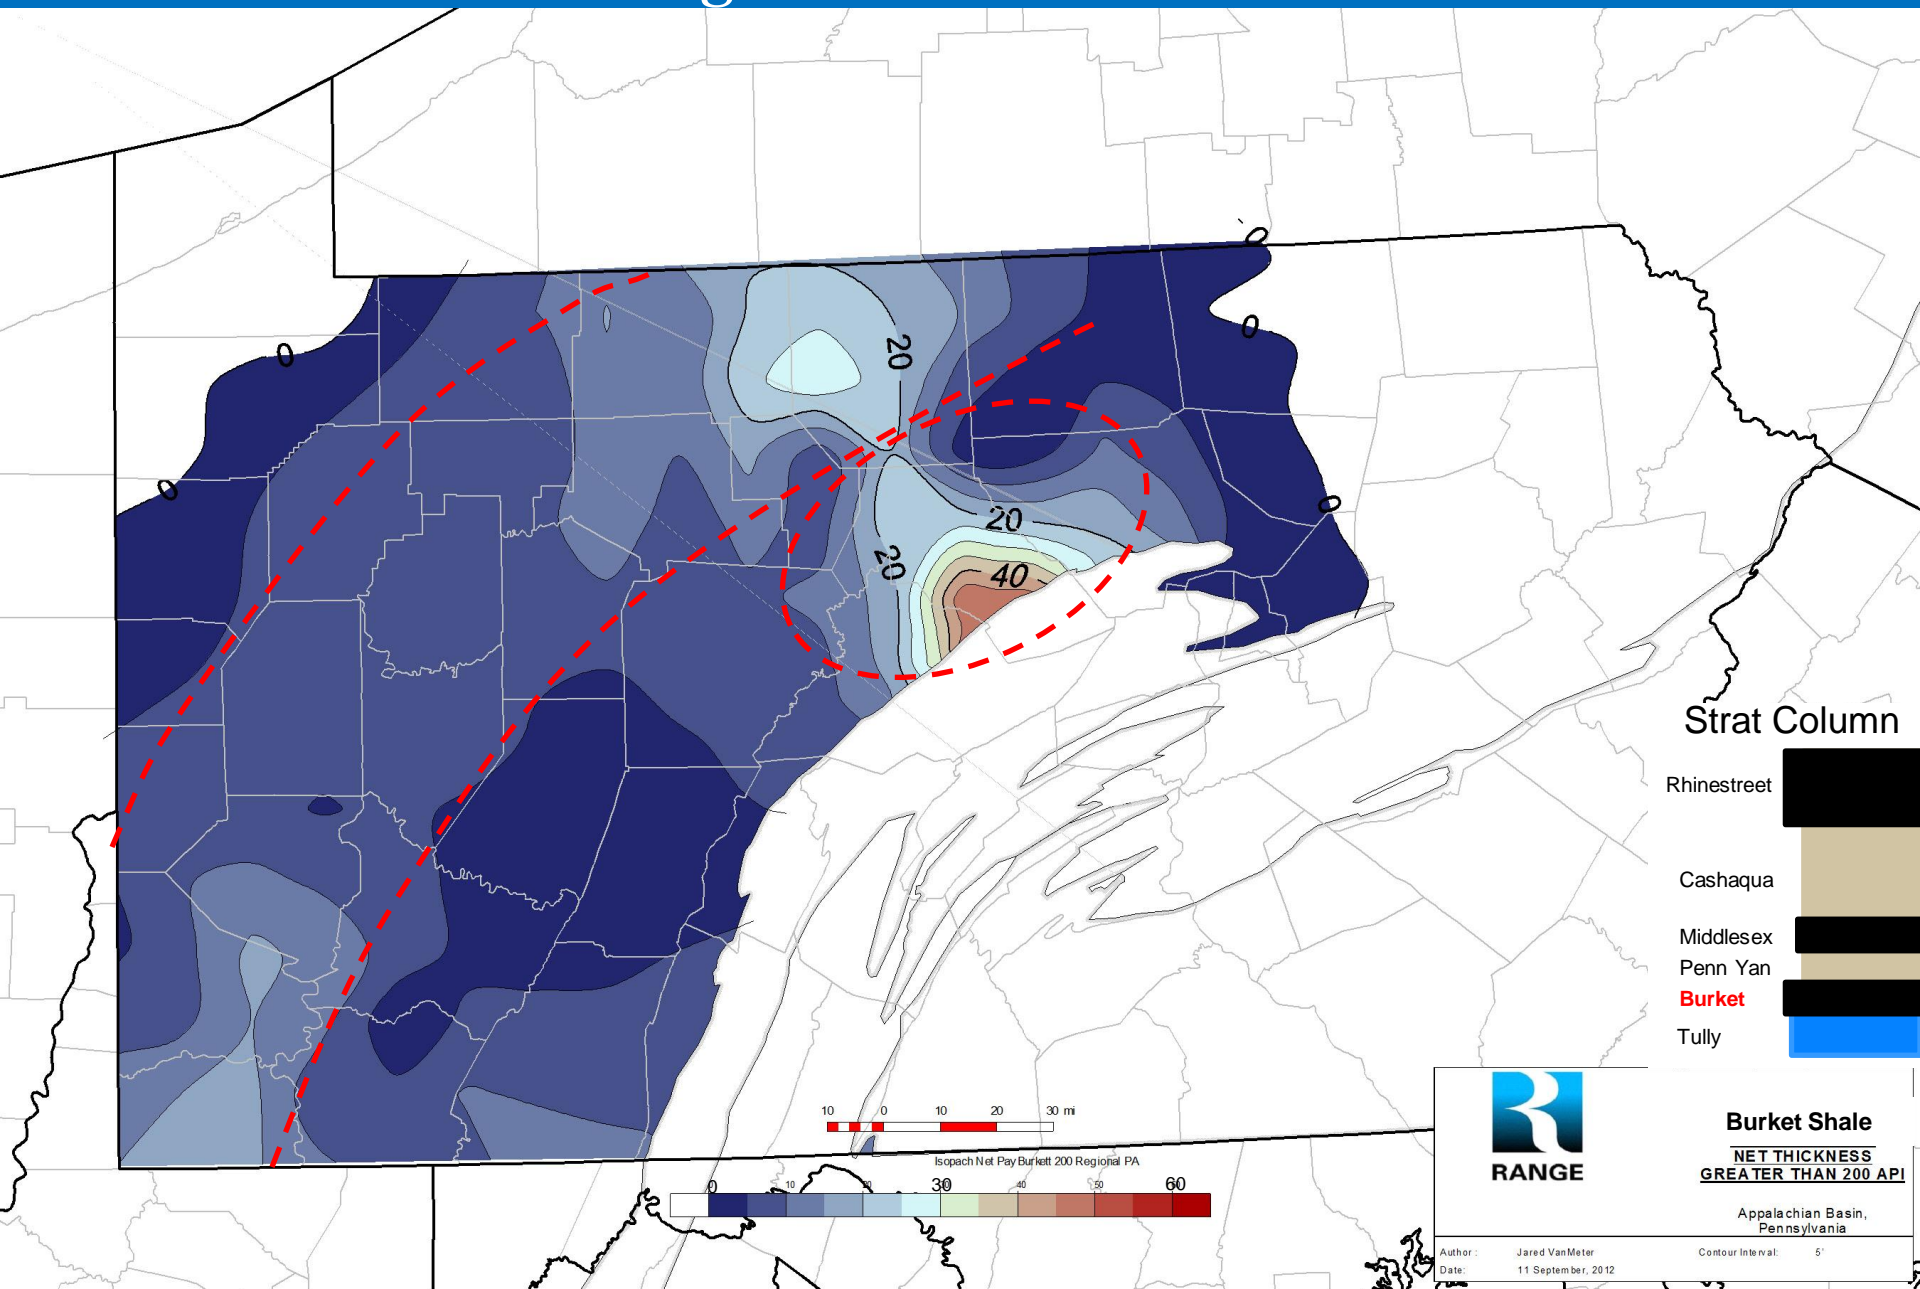 0
0
20
0
0
20
0
20
40
Strat Column
Rhinestreet
Cashaqua
Middlesex
Penn Yan
Burket
Tully
10 0 10 20 30 mi
Isopach Net Pay Burkett 200 Regional PA
0 10 20 30 40 50 60
RANGE
Burket Shale
NET THICKNESS
GREATER THAN 200 API
Appalachian Basin,
Pennsylvania
Author : Jared VanMeter Contour Interval: 5'
Date: 11 September, 2012